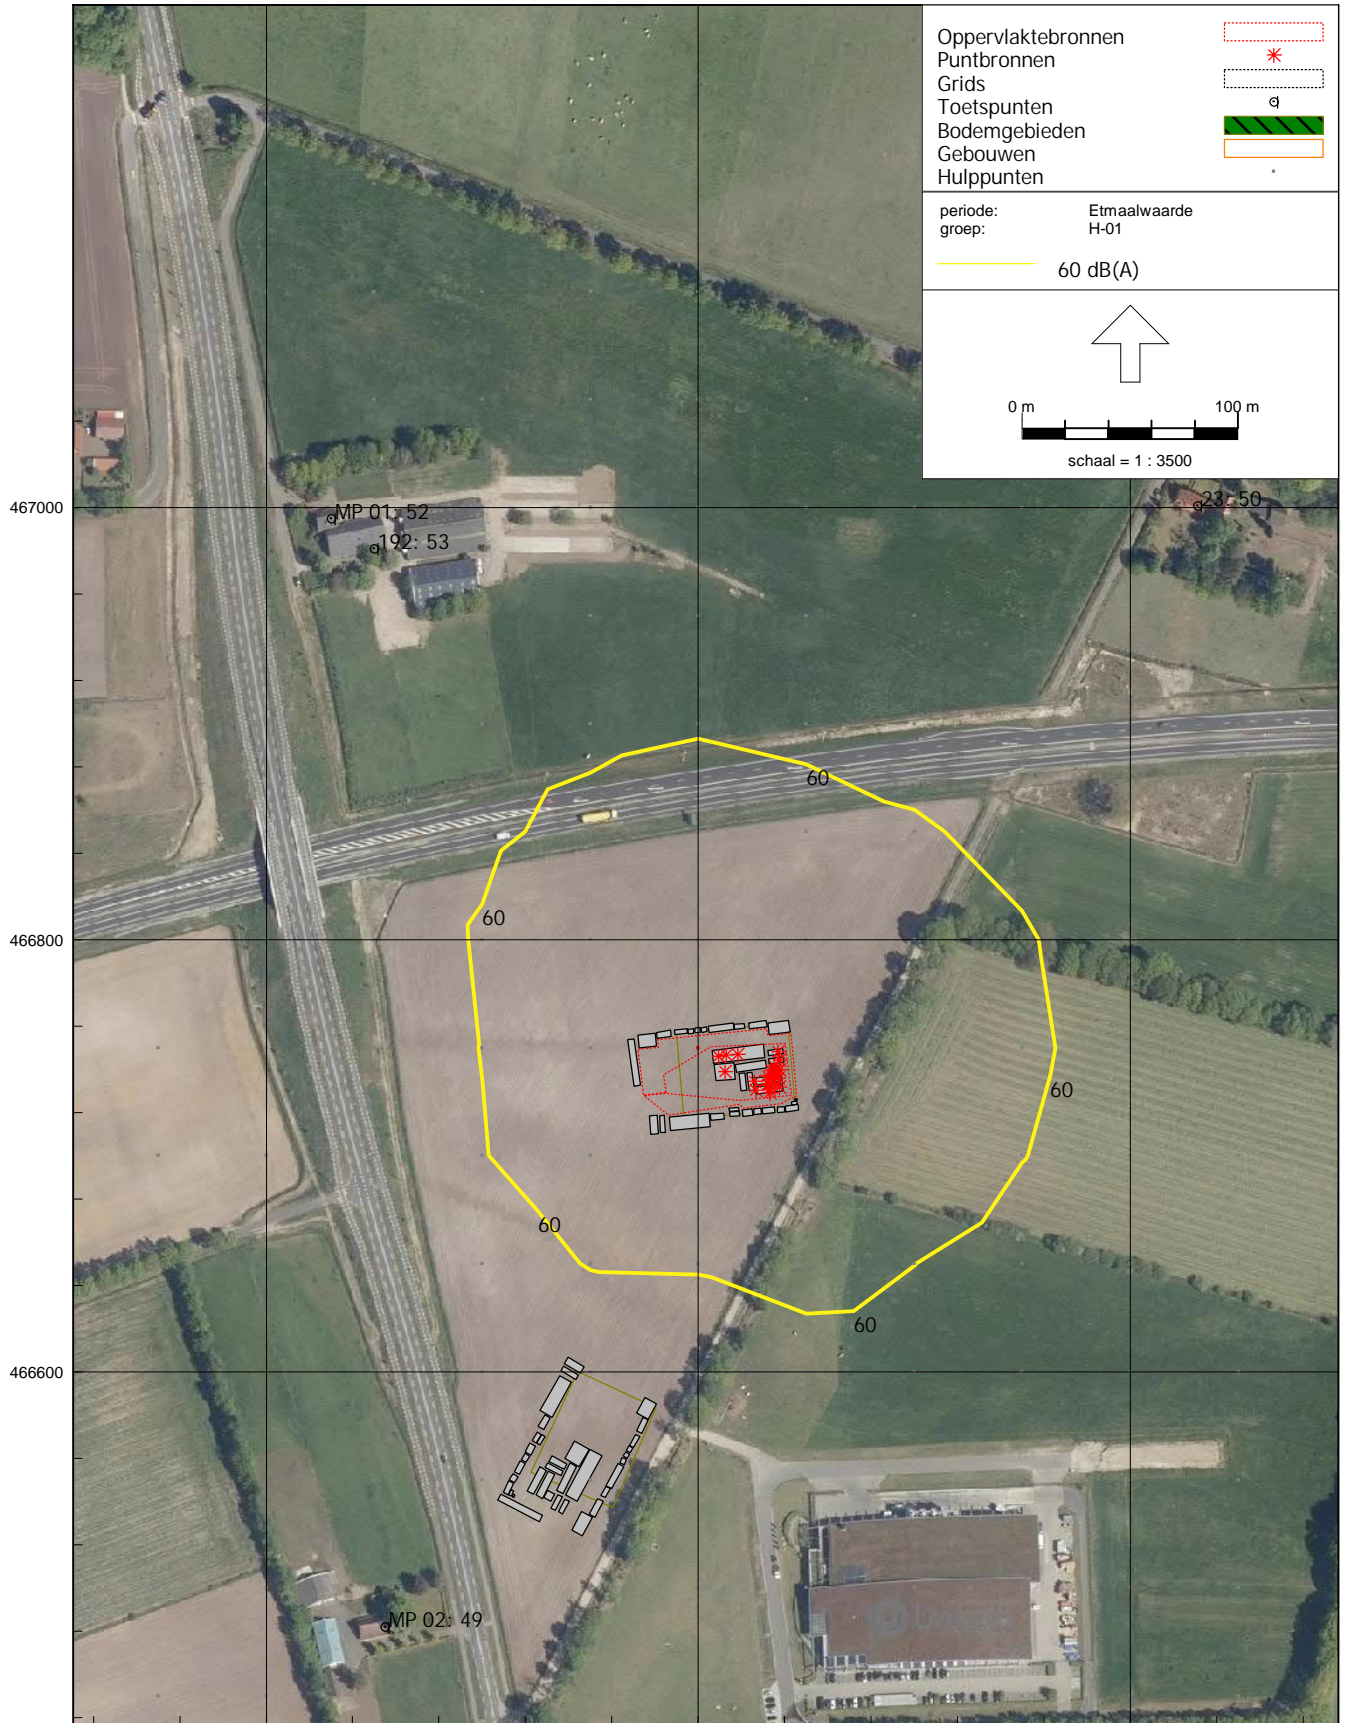 Oppervlaktebronnen
Puntbronnen
Grids
Toetspunten
Bodemgebieden
Gebouwen
Hulppunten
periode: Etmaalwaarde
groep: H-01
60 dB(A)
0 m 100 m
schaal = 1 : 3500
467000
23: 50
MP 01: 52
192: 53
60
60
466800
60
60
60
466600
MP 02: 49